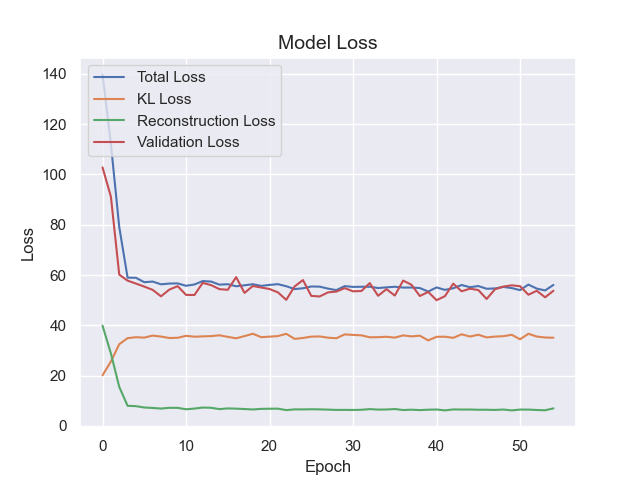 Model Loss
Total Loss
KL Loss
Reconstruction Loss
Validation Loss
Loss
140
120
100
80
60
40
20
0
0 10 20 30 40 50
Epoch